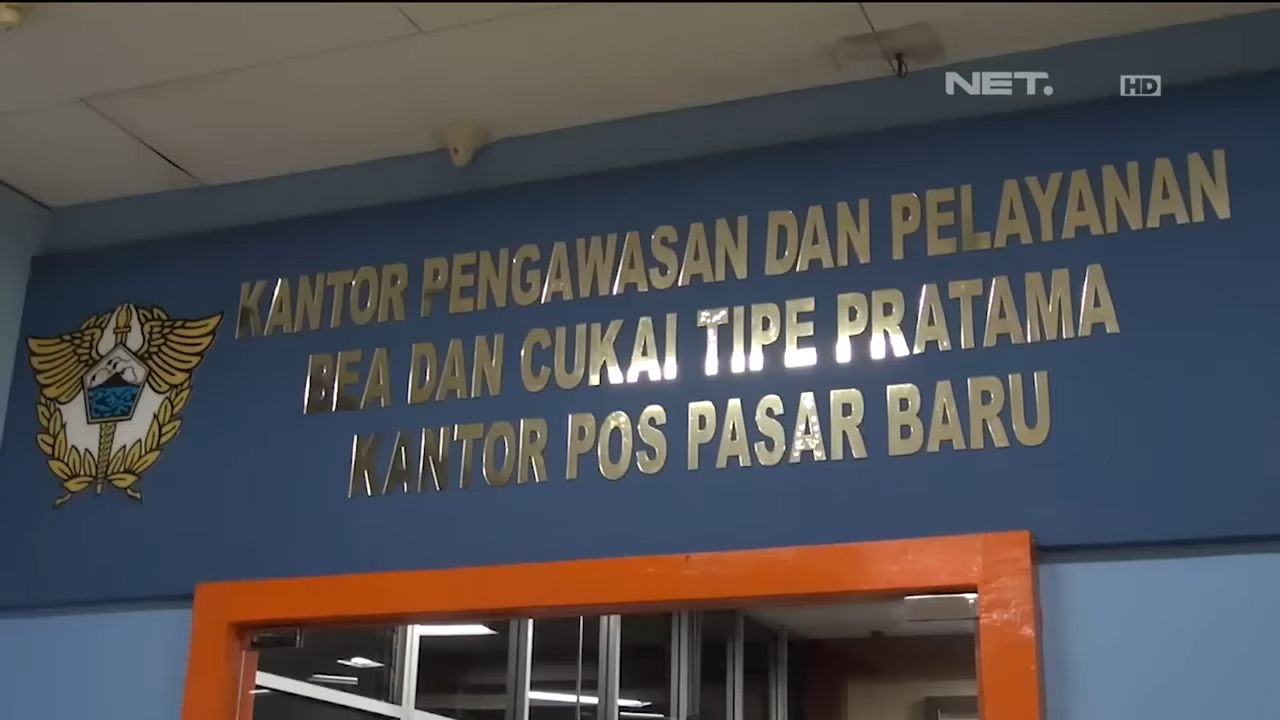 NET. HD
KANTOR PENGAWASAN DAN PELAYANAN
BEA DAN CUKAI TIPE PRATAMA
KANTOR POS PASAR BARU